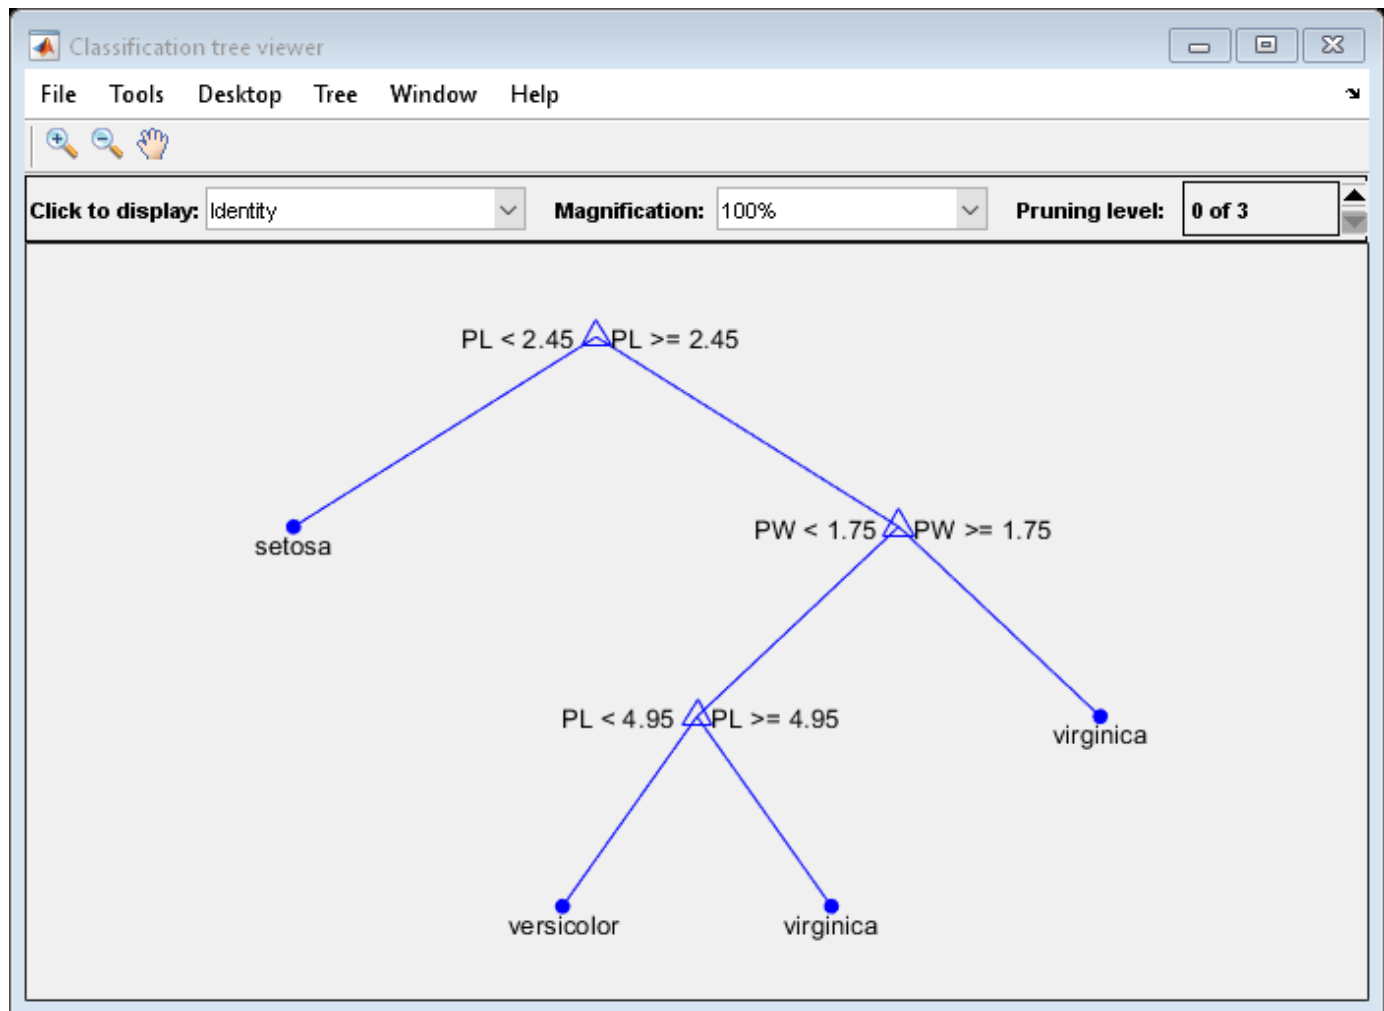 Classification tree viewer
File Tools Desktop Tree Window Help
Click to display: Identity Magnification: 100% Pruning level: 0 of 3
PL < 2.45 PL >= 2.45
setosa
PW < 1.75 PW >= 1.75
PL < 4.95 PL >= 4.95
virginica
versicolor
virginica